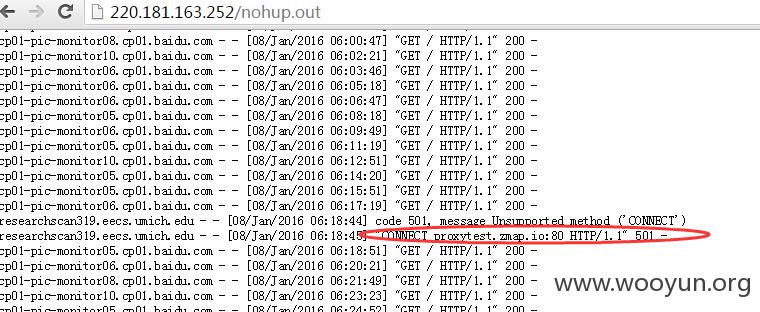 220.181.163.252/nohup.out
cp01-pic-monitor08.cp01.baidu.com - - [08/Jan/2016 06:00:47] "GET / HTTP/1.1" 200 -
cp01-pic-monitor10.cp01.baidu.com - - [08/Jan/2016 06:02:21] "GET / HTTP/1.1" 200 -
cp01-pic-monitor06.cp01.baidu.com - - [08/Jan/2016 06:03:46] "GET / HTTP/1.1" 200 -
cp01-pic-monitor06.cp01.baidu.com - - [08/Jan/2016 06:05:18] "GET / HTTP/1.1" 200 -
cp01-pic-monitor06.cp01.baidu.com - - [08/Jan/2016 06:06:47] "GET / HTTP/1.1" 200 -
cp01-pic-monitor05.cp01.baidu.com - - [08/Jan/2016 06:08:18] "GET / HTTP/1.1" 200 -
cp01-pic-monitor06.cp01.baidu.com - - [08/Jan/2016 06:09:49] "GET / HTTP/1.1" 200 -
cp01-pic-monitor05.cp01.baidu.com - - [08/Jan/2016 06:11:19] "GET / HTTP/1.1" 200 -
cp01-pic-monitor10.cp01.baidu.com - - [08/Jan/2016 06:12:51] "GET / HTTP/1.1" 200 -
cp01-pic-monitor05.cp01.baidu.com - - [08/Jan/2016 06:14:20] "GET / HTTP/1.1" 200 -
cp01-pic-monitor05.cp01.baidu.com - - [08/Jan/2016 06:15:51] "GET / HTTP/1.1" 200 -
cp01-pic-monitor06.cp01.baidu.com - - [08/Jan/2016 06:17:19] "GET / HTTP/1.1" 200 -
researchscan319.eecs.umich.edu - - [08/Jan/2016 06:18:44] code 501, message Unsupported method ('CONNECT')
researchscan319.eecs.umich.edu - - [08/Jan/2016 06:18:45] "CONNECT proxytest.zmap.io:80 HTTP/1.1" 501 -
cp01-pic-monitor05.cp01.baidu.com - - [08/Jan/2016 06:18:51] "GET / HTTP/1.1" 200 -
cp01-pic-monitor06.cp01.baidu.com - - [08/Jan/2016 06:20:21] "GET / HTTP/1.1" 200 -
cp01-pic-monitor08.cp01.baidu.com - - [08/Jan/2016 06:21:49] "GET / HTTP/1.1" 200 -
cp01-pic-monitor10.cp01.baidu.com - - [08/Jan/2016 06:23:23] "GET / HTTP/1.1" 200 -
cp01-pic-monitor05.cp01.baidu.com - - [08/Jan/2016 06:24:52] "GET / HTTP/1.1" 200 -
www.wooyun.org